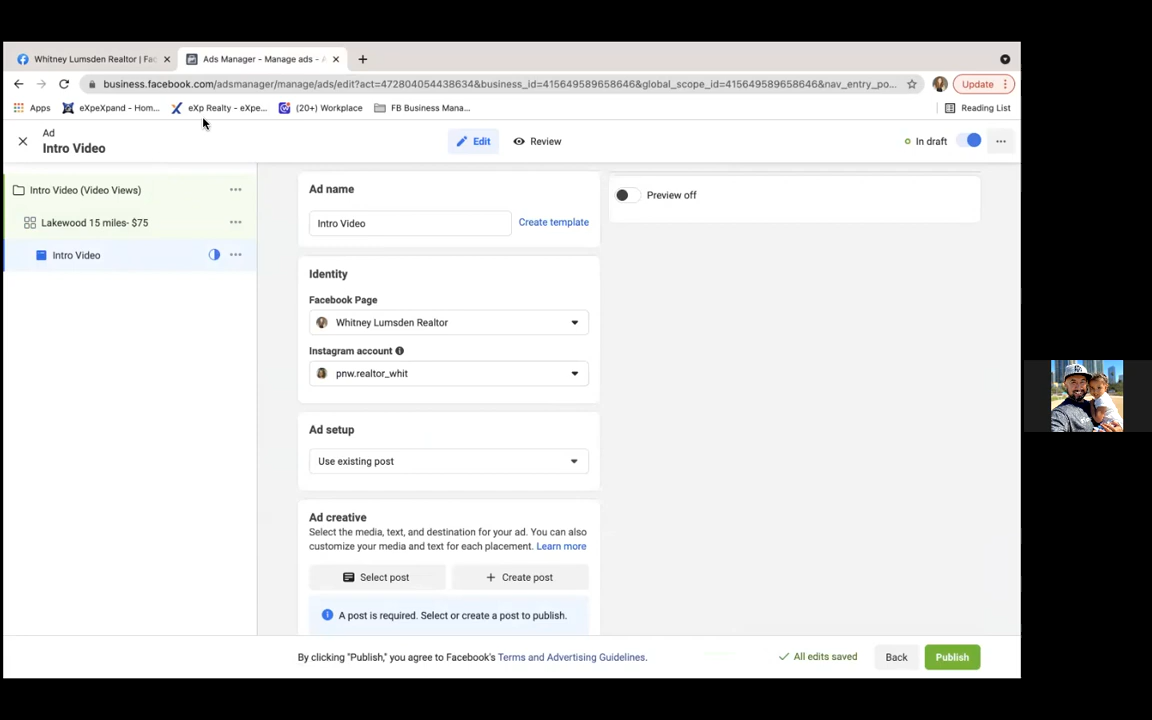 Whitney Lumsden Realtor | Fac
Ads Manager - Manage ads -
business.facebook.com/adsmanager/manage/ads/edit?act=472804054438634&business_id=415649589658646&global_scope_id=415649589658646&nav_entry_po...
Update
Apps
eXpeXpand - Hom...
eXp Realty - eXpe...
(20+) Workplace
FB Business Mana...
Reading List
Ad
Intro Video
Edit
Review
In draft
Intro Video (Video Views)
Lakewood 15 miles- $75
Intro Video
Ad name
Intro Video
Create template
Identity
Facebook Page
Whitney Lumsden Realtor
Instagram account
pnw.realtor_whit
Ad setup
Use existing post
Ad creative
Select the media, text, and destination for your ad. You can also
customize your media and text for each placement. Learn more
Select post
Create post
A post is required. Select or create a post to publish.
Preview off
By clicking "Publish," you agree to Facebook's Terms and Advertising Guidelines.
All edits saved
Back
Publish